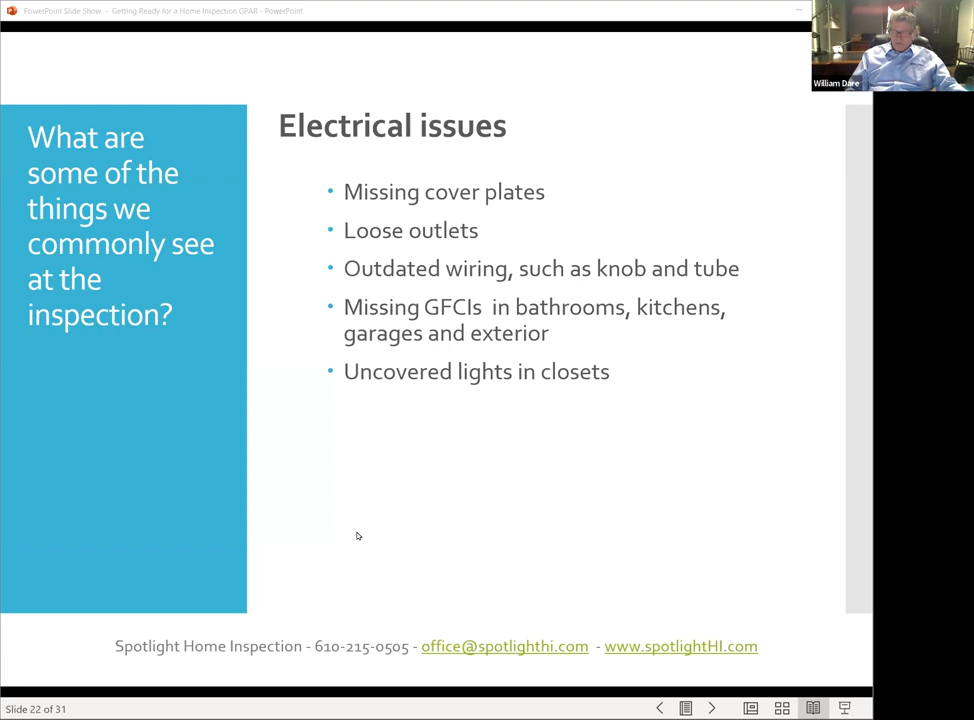 PowerPoint Slide Show - Getting Ready for a Home Inspection GPAR - PowerPoint
William Dare
What are
some of the
things we
commonly see
at the
inspection?
Electrical issues
• Missing cover plates
• Loose outlets
• Outdated wiring, such as knob and tube
• Missing GFCIs in bathrooms, kitchens,
garages and exterior
• Uncovered lights in closets
Spotlight Home Inspection - 610-215-0505 - office@spotlighthi.com - www.spotlightHI.com
Slide 22 of 31